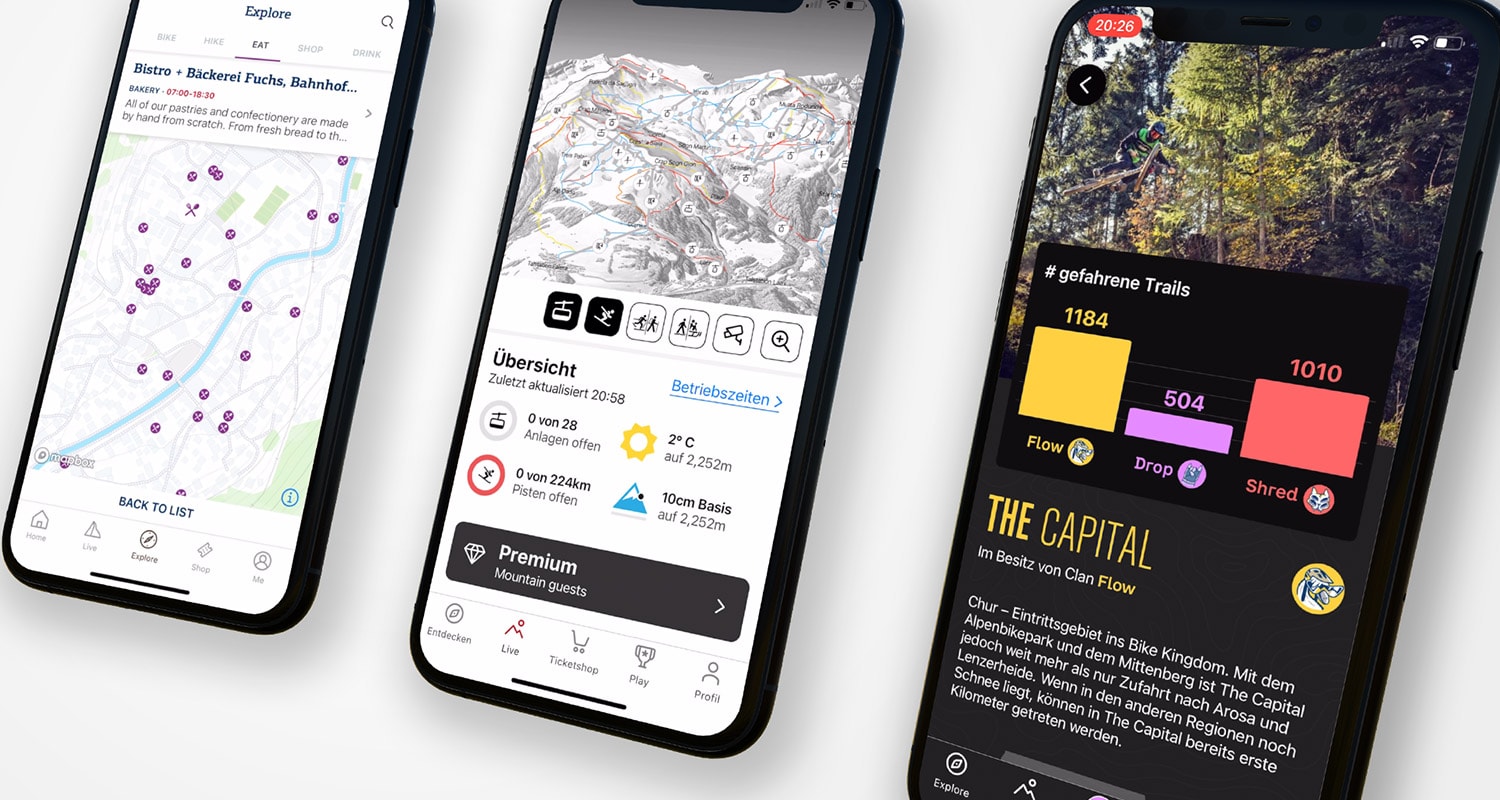 Explore
BIKE HIKE EAT SHOP DRINK
Bistro + Bäckerei Fuchs, Bahnhof...
BAKERY · 07:00-18:30
All of our pastries and confectionery are made
by hand from scratch. From fresh bread to th...
mapbox
BACK TO LIST
Home Live Explore Shop Me
Crap Sogn Gion
Übersicht
Zuletzt aktualisiert 20:58
Betriebszeiten >
0 von 28
Anlagen offen
2° C
auf 2,252m
0 von 224km
Pisten offen
10cm Basis
auf 2,252m
Premium
Mountain guests
Entdecken Live Ticketshop Play Profil
20:26
# gefahrene Trails
1184
504
1010
Flow Drop Shred
THE CAPITAL
Im Besitz von Clan Flow
Chur – Eintrittsgebiet ins Bike Kingdom. Mit dem
Alpenbikepark und dem Mittenberg ist The Capital
jedoch weit mehr als nur Zufahrt nach Arosa und
Lenzerheide. Wenn in den anderen Regionen noch
Schnee liegt, können in The Capital bereits erste
Kilometer getreten werden.
Explore